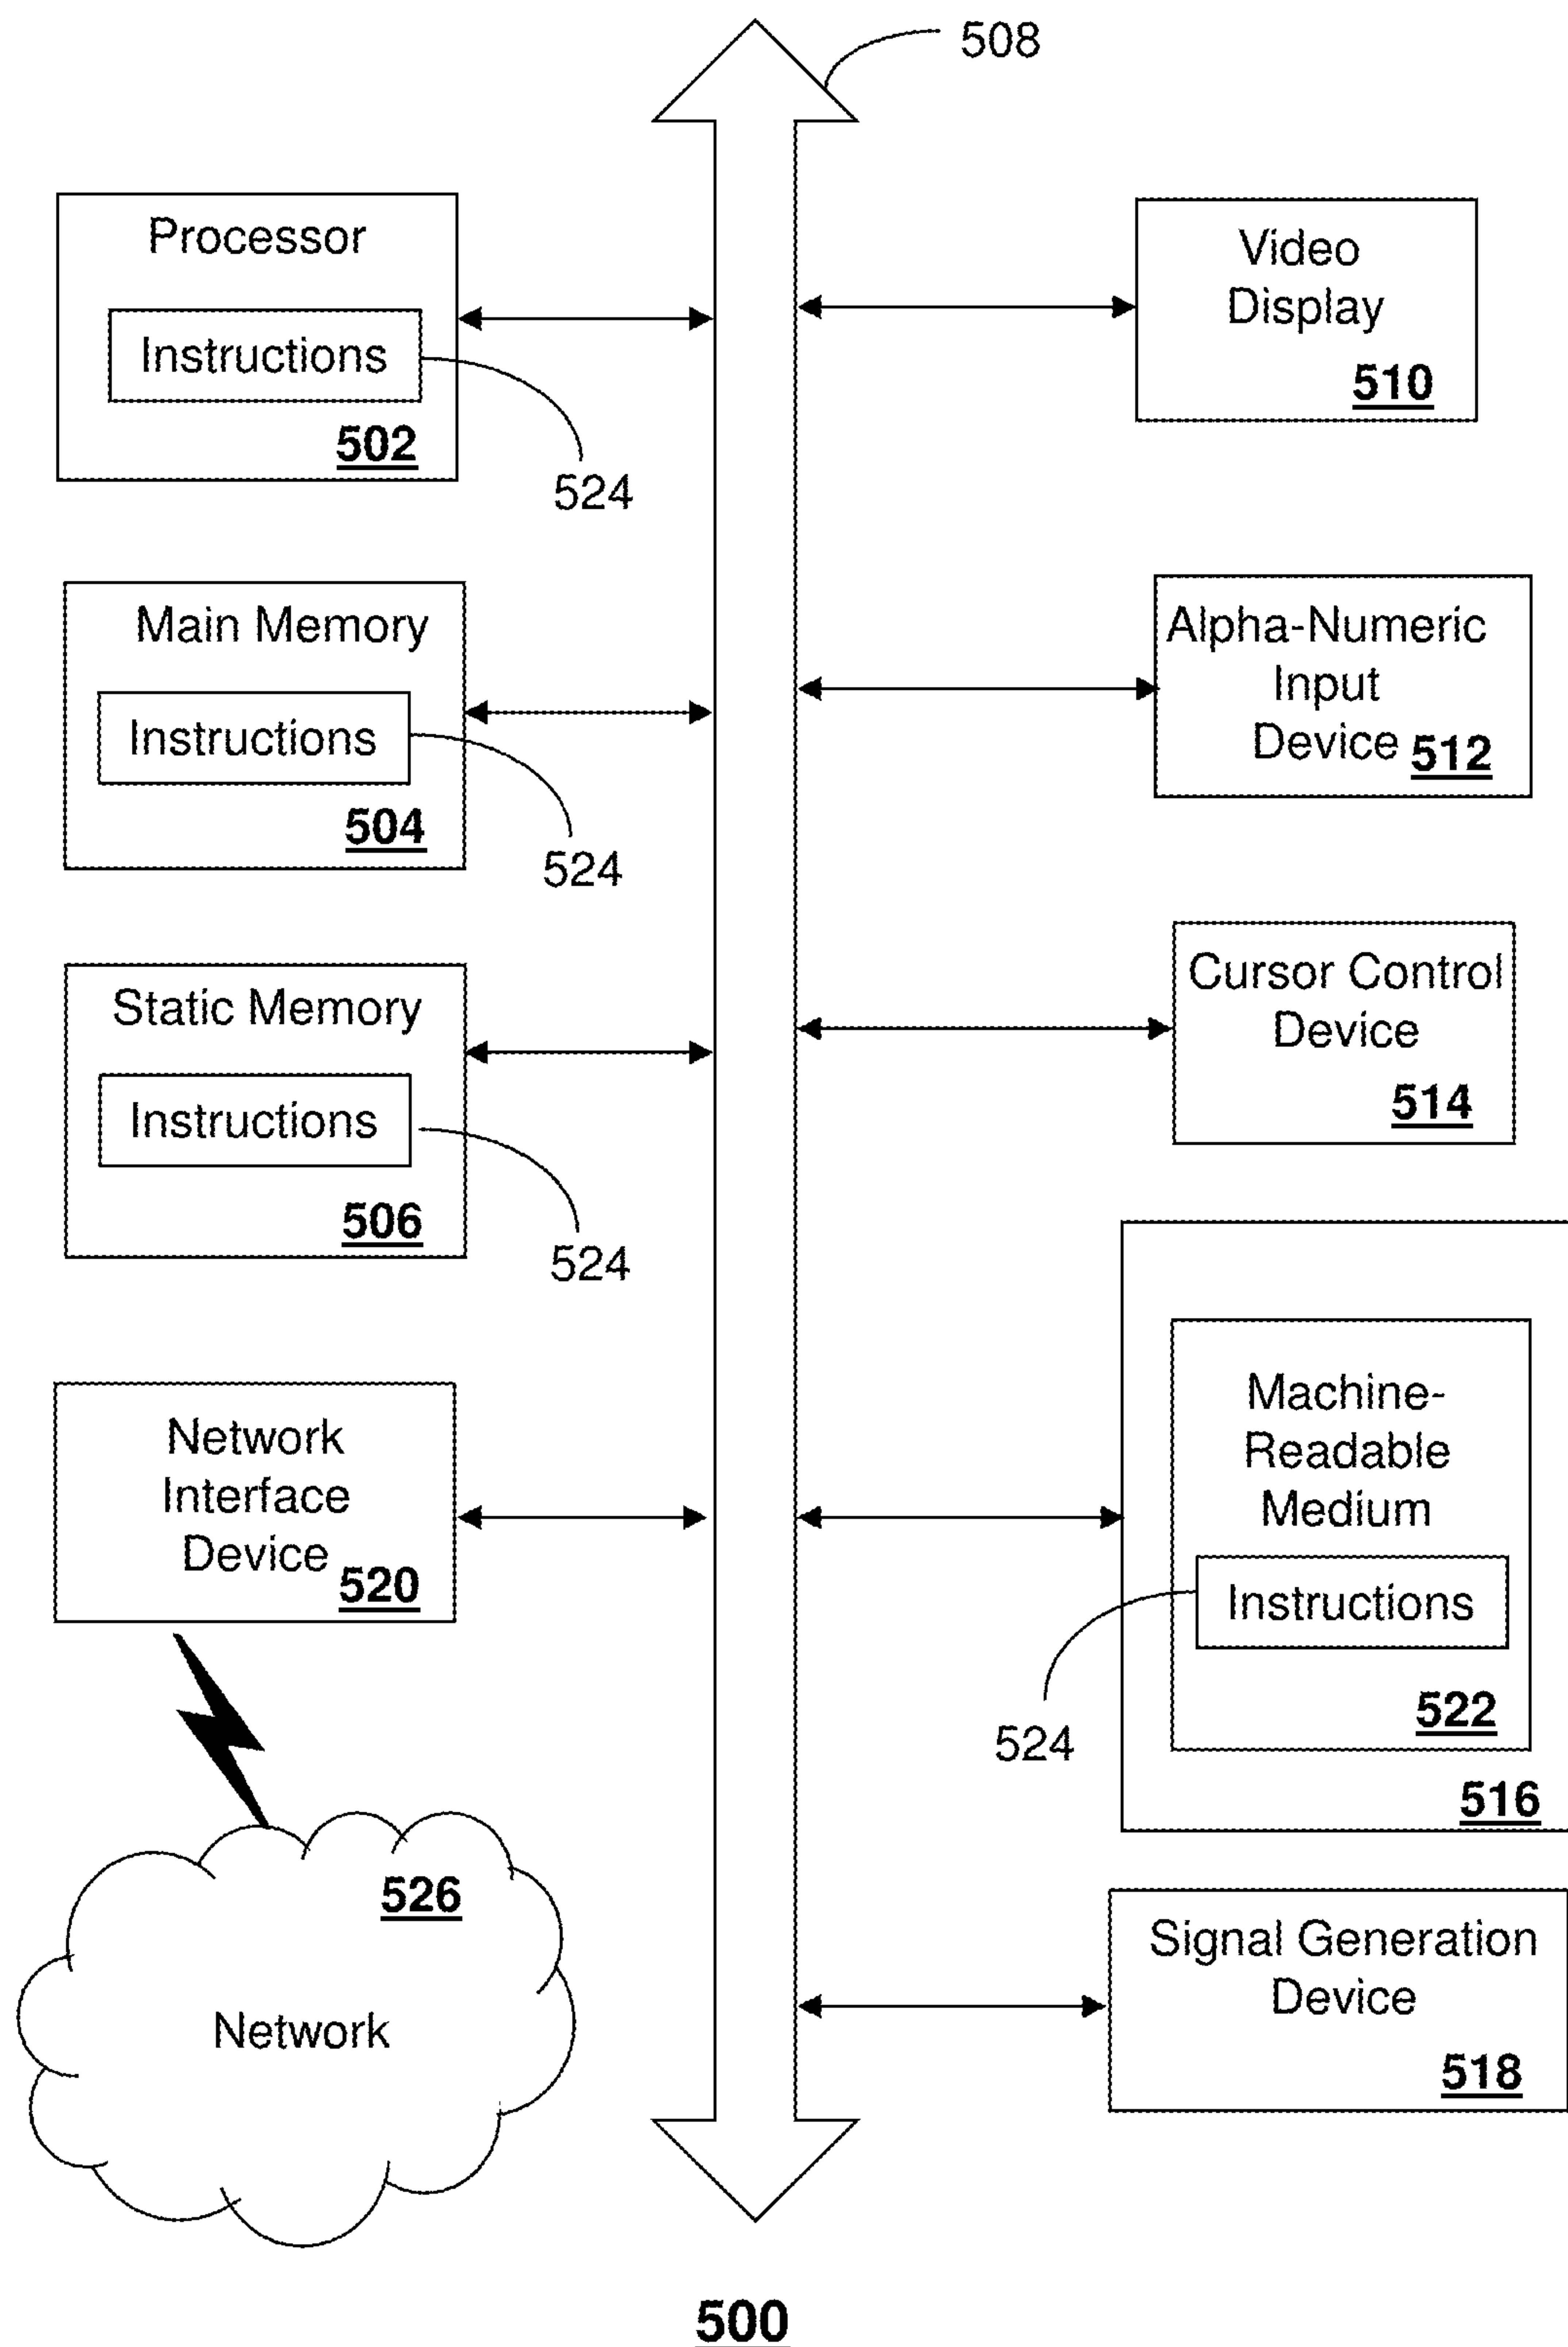 508
Processor
Instructions
502
524
Main Memory
Instructions
504
524
Static Memory
Instructions
506
524
Network
Interface
Device
520
526
Network
Video
Display
510
Alpha-Numeric
Input
Device 512
Cursor Control
Device
514
Machine-
Readable
Medium
Instructions
522
524
516
Signal Generation
Device
518
500